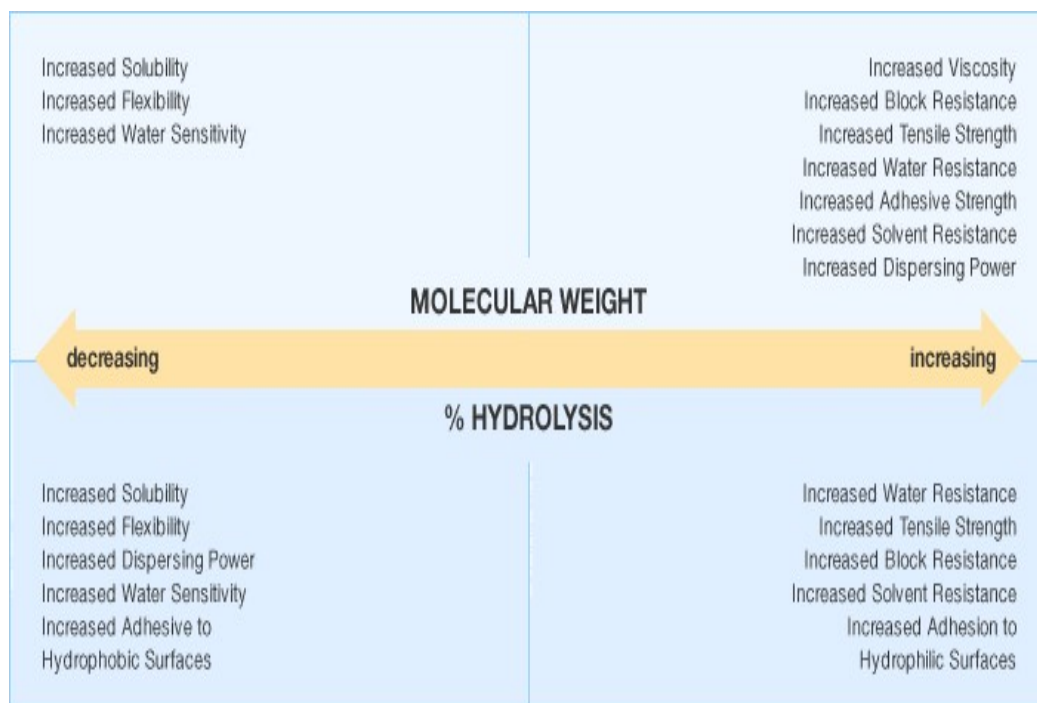 Increased Solubility
Increased Flexibility
Increased Water Sensitivity
Increased Viscosity
Increased Block Resistance
Increased Tensile Strength
Increased Water Resistance
Increased Adhesive Strength
Increased Solvent Resistance
Increased Dispersing Power
MOLECULAR WEIGHT
decreasing
increasing
% HYDROLYSIS
Increased Solubility
Increased Flexibility
Increased Dispersing Power
Increased Water Sensitivity
Increased Adhesive to
Hydrophobic Surfaces
Increased Water Resistance
Increased Tensile Strength
Increased Block Resistance
Increased Solvent Resistance
Increased Adhesion to
Hydrophilic Surfaces